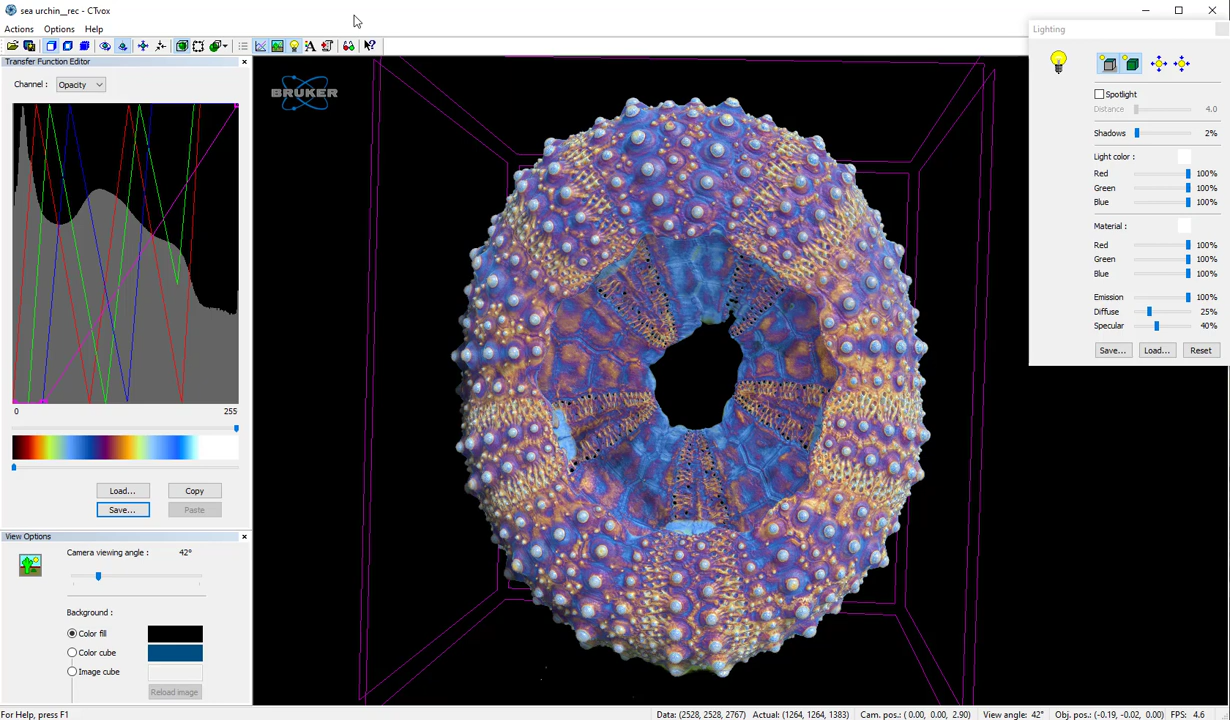 sea urchin__rec - CTvox
Actions Options Help
Transfer Function Editor
Channel : Opacity
0 255
Load... Copy
Save... Paste
View Options
Camera viewing angle : 42°
Background :
Color fill
Color cube
Image cube
Reload image
BRUKER
Lighting
Spotlight
Distance 4.0
Shadows 2%
Light color :
Red 100%
Green 100%
Blue 100%
Material :
Red 100%
Green 100%
Blue 100%
Emission 100%
Diffuse 25%
Specular 40%
Save... Load... Reset
For Help, press F1 Data: (2528, 2528, 2767) Actual: (1264, 1264, 1383) Cam. pos.: ( 0.00, 0.00, 2.90) View angle: 42° Obj. pos.: (-0.19, -0.02, 0.00) FPS: 4.6